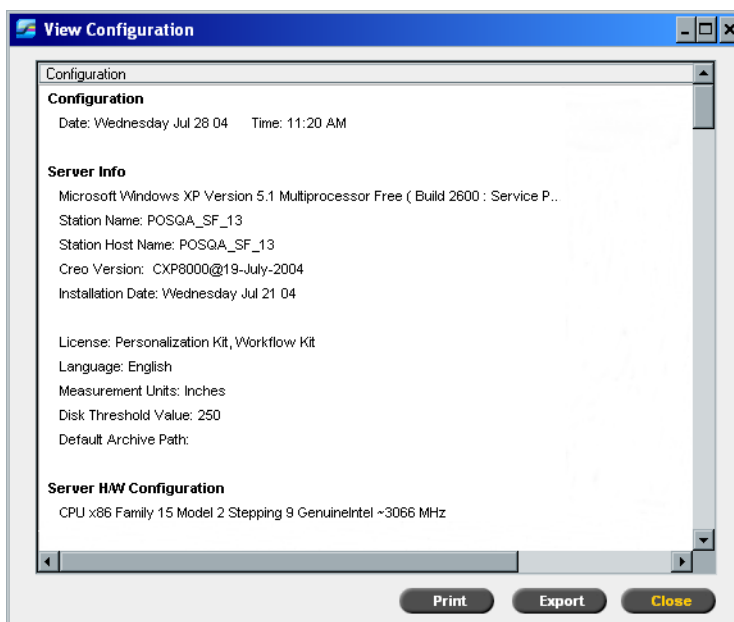 View Configuration
Configuration
Configuration
Date: Wednesday Jul 28 04 Time: 11:20 AM
Server Info
Microsoft Windows XP Version 5.1 Multiprocessor Free ( Build 2600 : Service P..
Station Name: POSQA_SF_13
Station Host Name: POSQA_SF_13
Creo Version: CXP8000@19-July-2004
Installation Date: Wednesday Jul 21 04
License: Personalization Kit, Workflow Kit
Language: English
Measurement Units: Inches
Disk Threshold Value: 250
Default Archive Path:
Server H/W Configuration
CPU x86 Family 15 Model 2 Stepping 9 GenuineIntel ~3066 MHz
Print Export Close